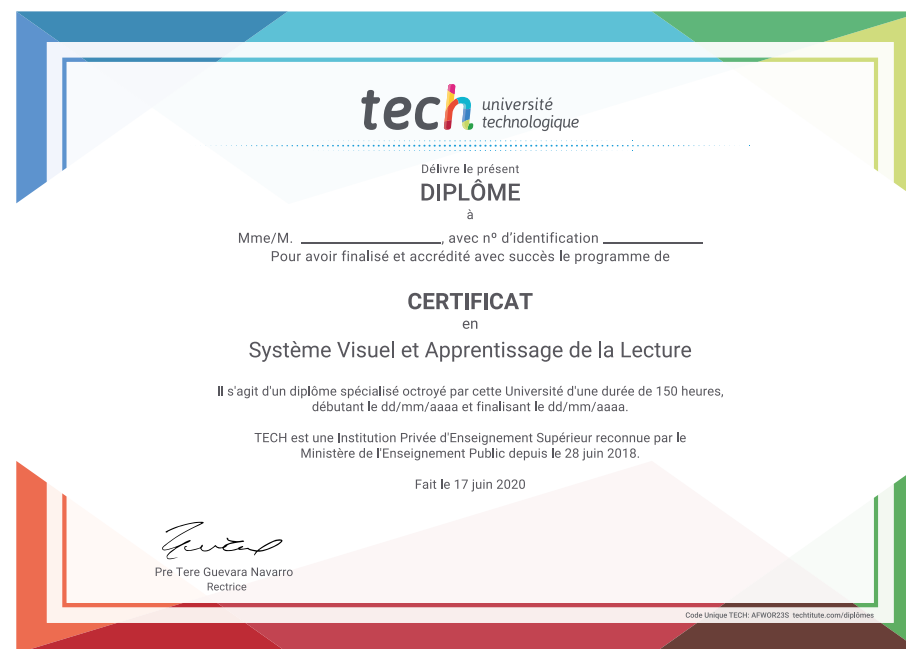 tech université
technologique
Délivre le présent
DIPLÔME
à
Mme/M. ____________________, avec nº d'identification ______________
Pour avoir finalisé et accrédité avec succès le programme de
CERTIFICAT
en
Système Visuel et Apprentissage de la Lecture
Il s'agit d'un diplôme spécialisé octroyé par cette Université d'une durée de 150 heures,
débutant le dd/mm/aaaa et finalisant le dd/mm/aaaa.
TECH est une Institution Privée d'Enseignement Supérieur reconnue par le
Ministère de l'Enseignement Public depuis le 28 juin 2018.
Fait le 17 juin 2020
Pre Tere Guevara Navarro
Rectrice
Code Unique TECH: AFWOR23S techtitute.com/diplômes